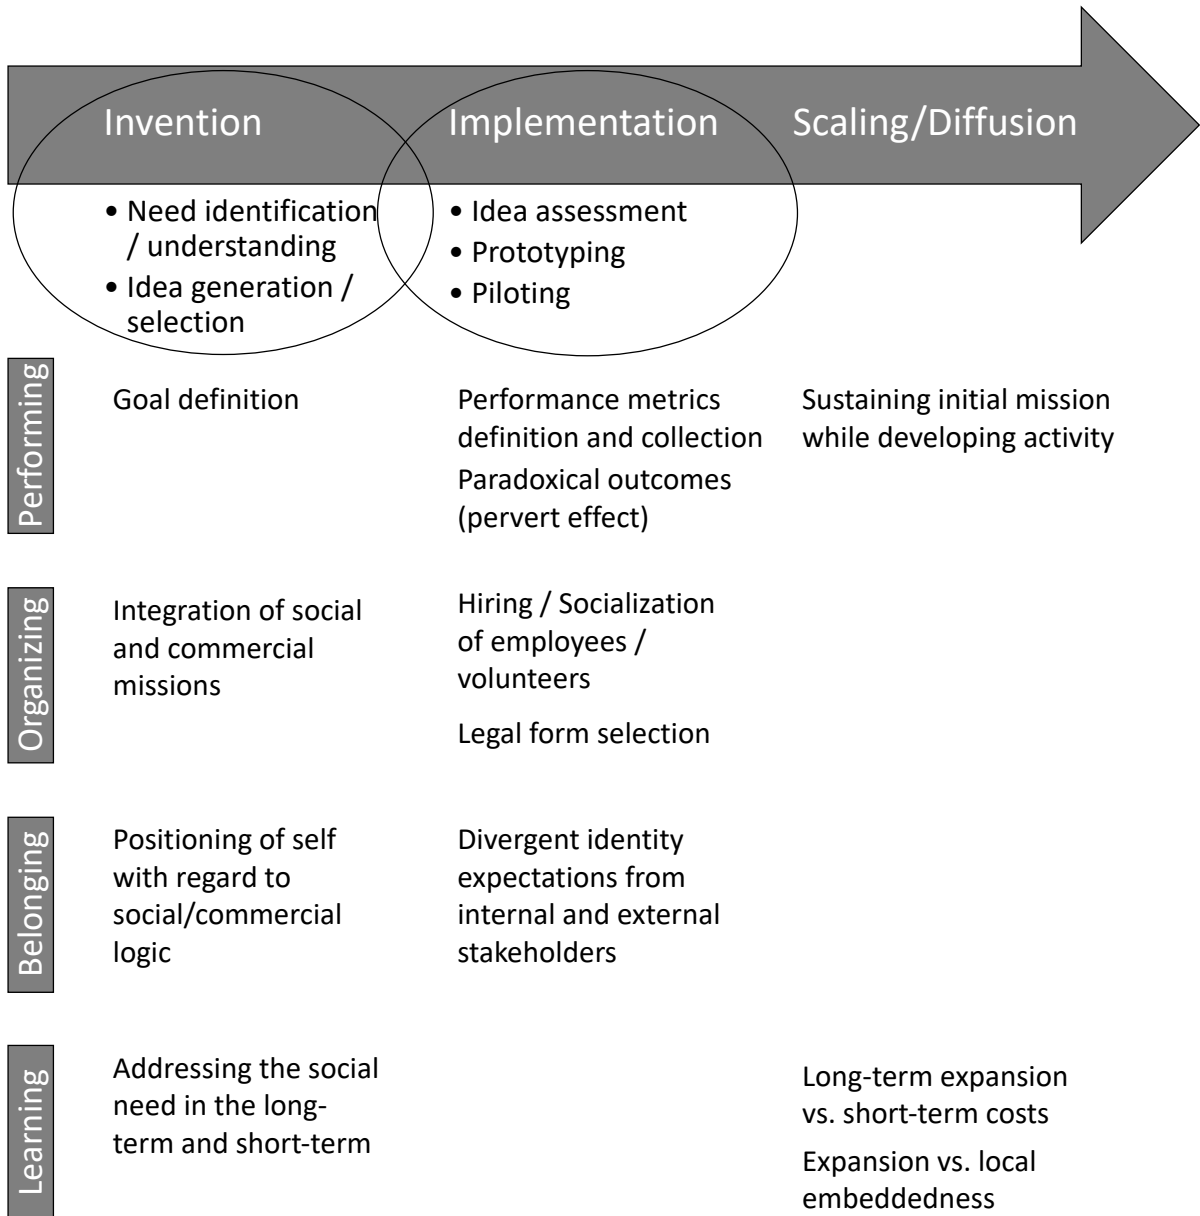 Invention
Implementation
Scaling/Diffusion
• Need identification
/ understanding
• Idea generation /
selection
• Idea assessment
• Prototyping
• Piloting
Performing
Goal definition
Performance metrics
definition and collection
Paradoxical outcomes
(pervert effect)
Sustaining initial mission
while developing activity
Organizing
Integration of social
and commercial
missions
Hiring / Socialization
of employees /
volunteers
Legal form selection
Belonging
Positioning of self
with regard to
social/commercial
logic
Divergent identity
expectations from
internal and external
stakeholders
Learning
Addressing the social
need in the long-
term and short-term
Long-term expansion
vs. short-term costs
Expansion vs. local
embeddedness